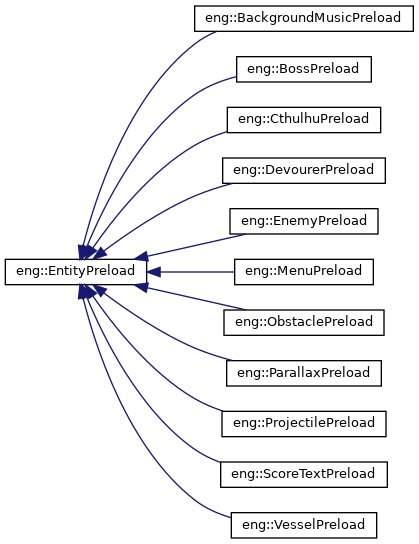 eng::BackgroundMusicPreload
eng::BossPreload
eng::CthulhuPreload
eng::DevourerPreload
eng::EnemyPreload
eng::EntityPreload
eng::MenuPreload
eng::ObstaclePreload
eng::ParallaxPreload
eng::ProjectilePreload
eng::ScoreTextPreload
eng::VesselPreload